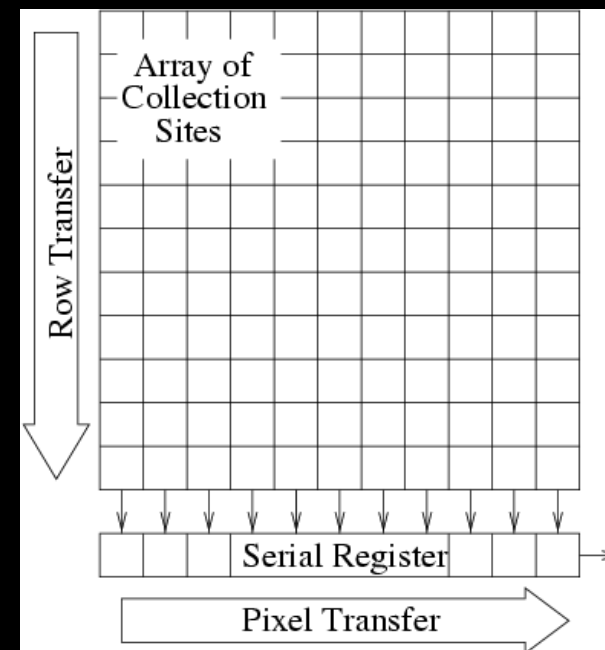 Array of
Collection
Sites
Row Transfer
Serial Register
Pixel Transfer